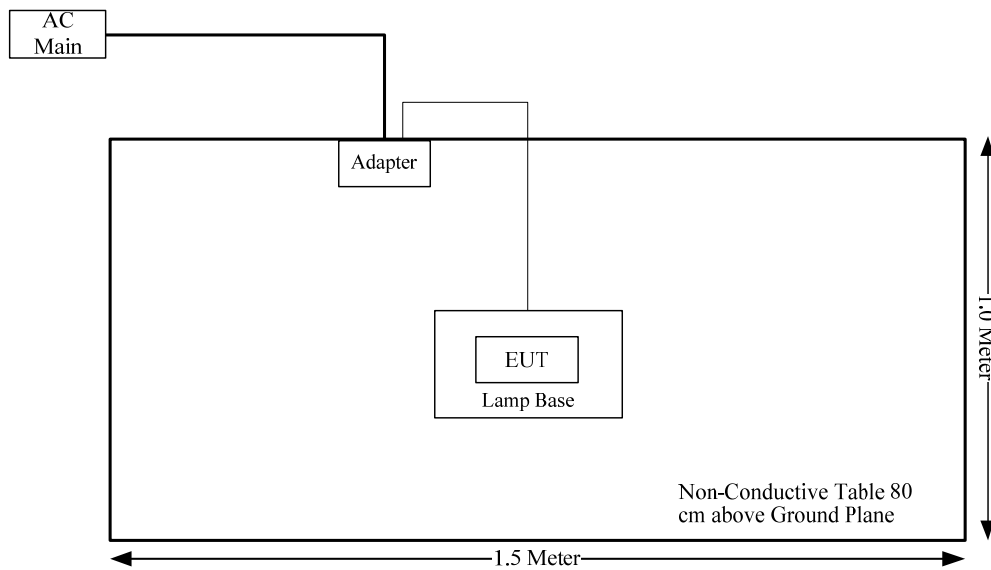 AC
Main
Adapter
EUT
Lamp Base
1.0 Meter
Non-Conductive Table 80
cm above Ground Plane
1.5 Meter